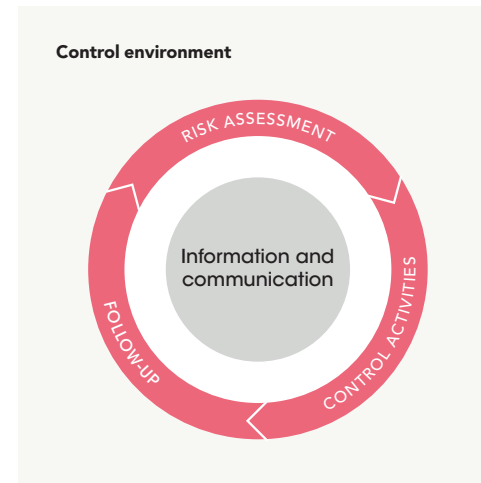 Control environment
RISK ASSESSMENT
Information and
communication
CONTROL ACTIVITIES
FOLLOW-UP